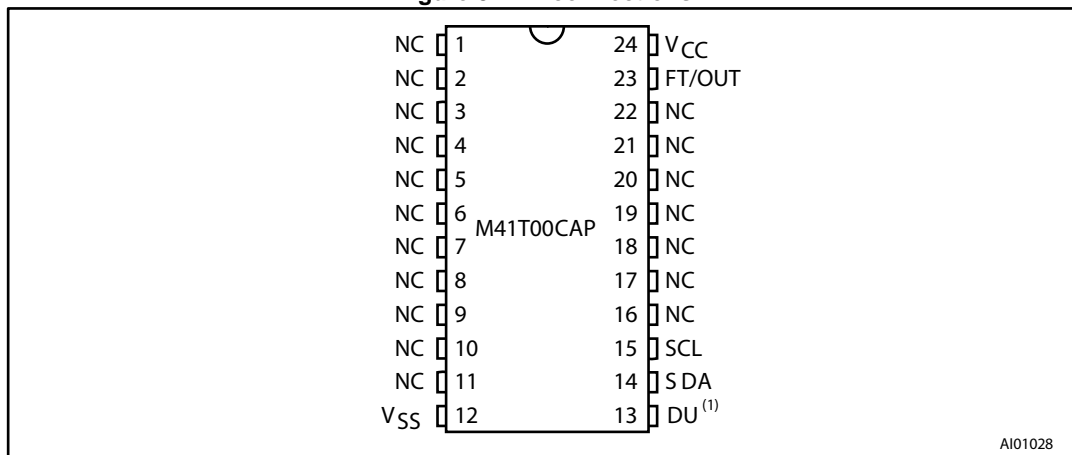 NC 1 24 VCC
NC 2 23 FT/OUT
NC 3 22 NC
NC 4 21 NC
NC 5 20 NC
NC 6 19 NC
M41T00CAP
NC 7 18 NC
NC 8 17 NC
NC 9 16 NC
NC 10 15 SCL
NC 11 14 SDA
VSS 12 13 DU (1)
AI01028